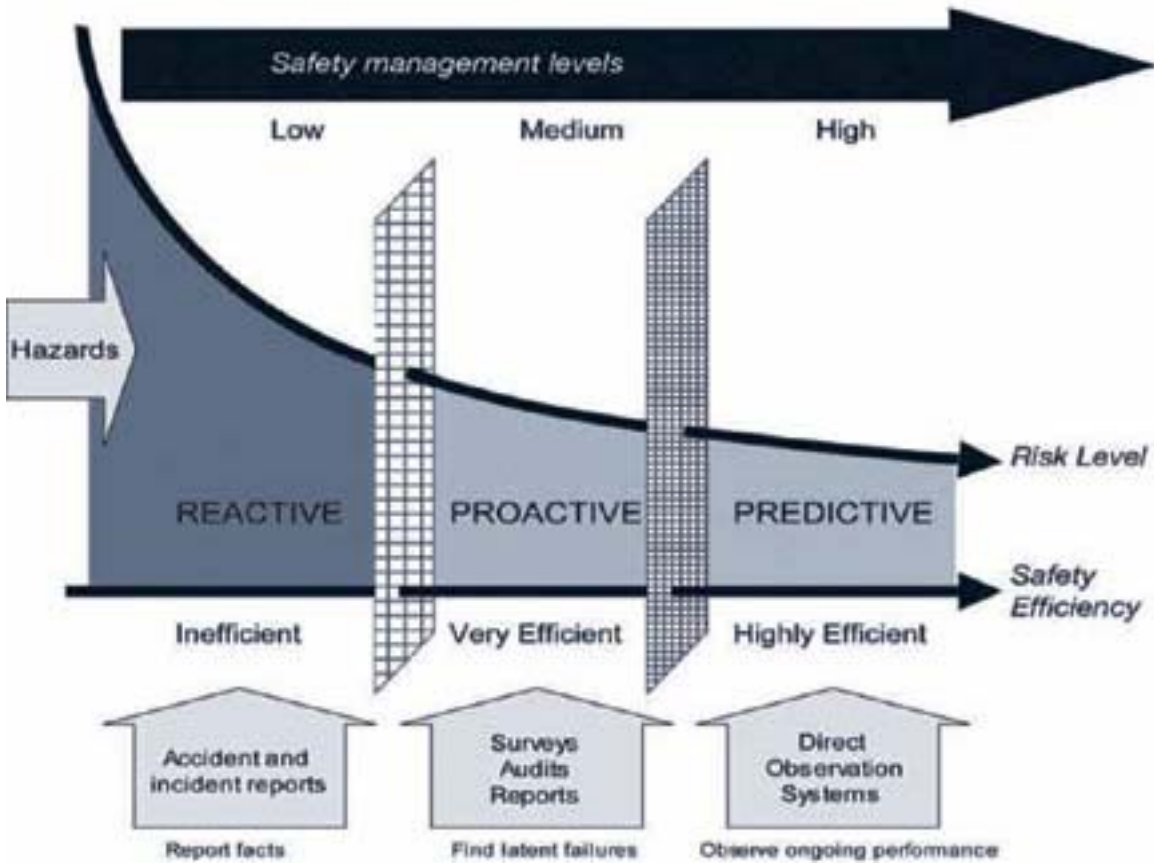 Safety management levels
Low
Medium
High
Hazards
Risk Level
REACTIVE
PROACTIVE
PREDICTIVE
Safety
Efficiency
Inefficient
Very Efficient
Highly Efficient
Accident and
incident reports
Surveys
Audits
Reports
Direct
Observation
Systems
Report facts
Find latent failures
Observe ongoing performance